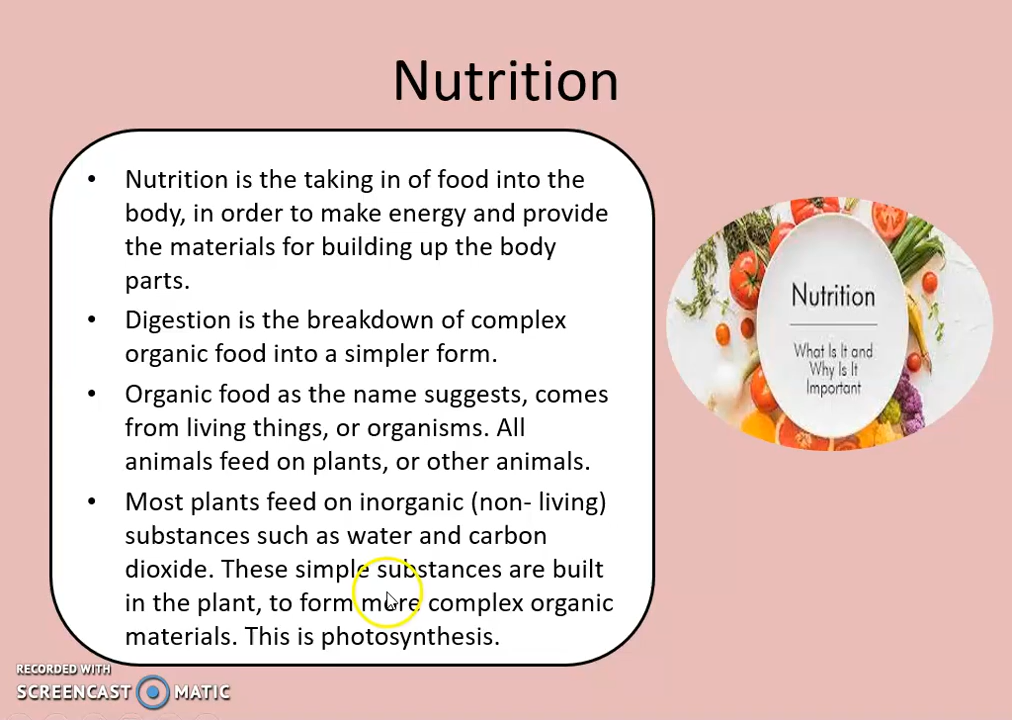 Nutrition
• Nutrition is the taking in of food into the
body, in order to make energy and provide
the materials for building up the body
parts.
• Digestion is the breakdown of complex
organic food into a simpler form.
• Organic food as the name suggests, comes
from living things, or organisms. All
animals feed on plants, or other animals.
• Most plants feed on inorganic (non- living)
substances such as water and carbon
dioxide. These simple substances are built
in the plant, to form more complex organic
materials. This is photosynthesis.
Nutrition
What Is It and
Why Is It
Important
RECORDED WITH
SCREENCAST MATIC